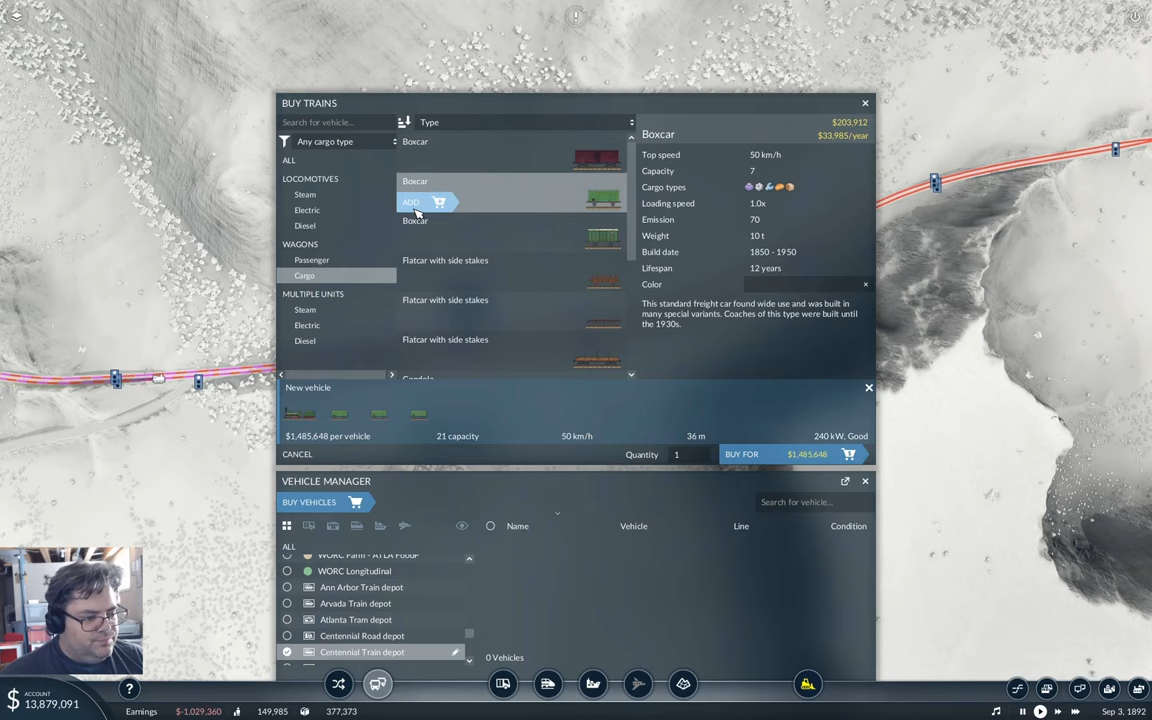 BUY TRAINS
Search for vehicle...
Type
Any cargo type
ALL
LOCOMOTIVES
Steam
Electric
Diesel
WAGONS
Passenger
Cargo
MULTIPLE UNITS
Steam
Electric
Diesel
Boxcar
Boxcar
ADD
Boxcar
Flatcar with side stakes
Flatcar with side stakes
Flatcar with side stakes
Gondola
$203,912
Boxcar
$33,985/year
Top speed 50 km/h
Capacity 7
Cargo types
Loading speed 1.0x
Emission 70
Weight 10 t
Build date 1850 - 1950
Lifespan 12 years
Color
This standard freight car found wide use and was built in
many special variants. Coaches of this type were built until
the 1930s.
New vehicle
$1,485,648 per vehicle 21 capacity 50 km/h 36 m 240 kW, Good
CANCEL Quantity 1 BUY FOR $1,485,648
VEHICLE MANAGER
BUY VEHICLES
Search for vehicle...
Name Vehicle Line Condition
ALL
WORC Farm - ATLA FoodP
WORC Longitudinal
Ann Arbor Train depot
Arvada Train depot
Atlanta Tram depot
Centennial Road depot
Centennial Train depot
0 Vehicles
$ ACCOUNT
13,879,091
?
Earnings $-1,029,360 149,985 377,373
Sep 3, 1892